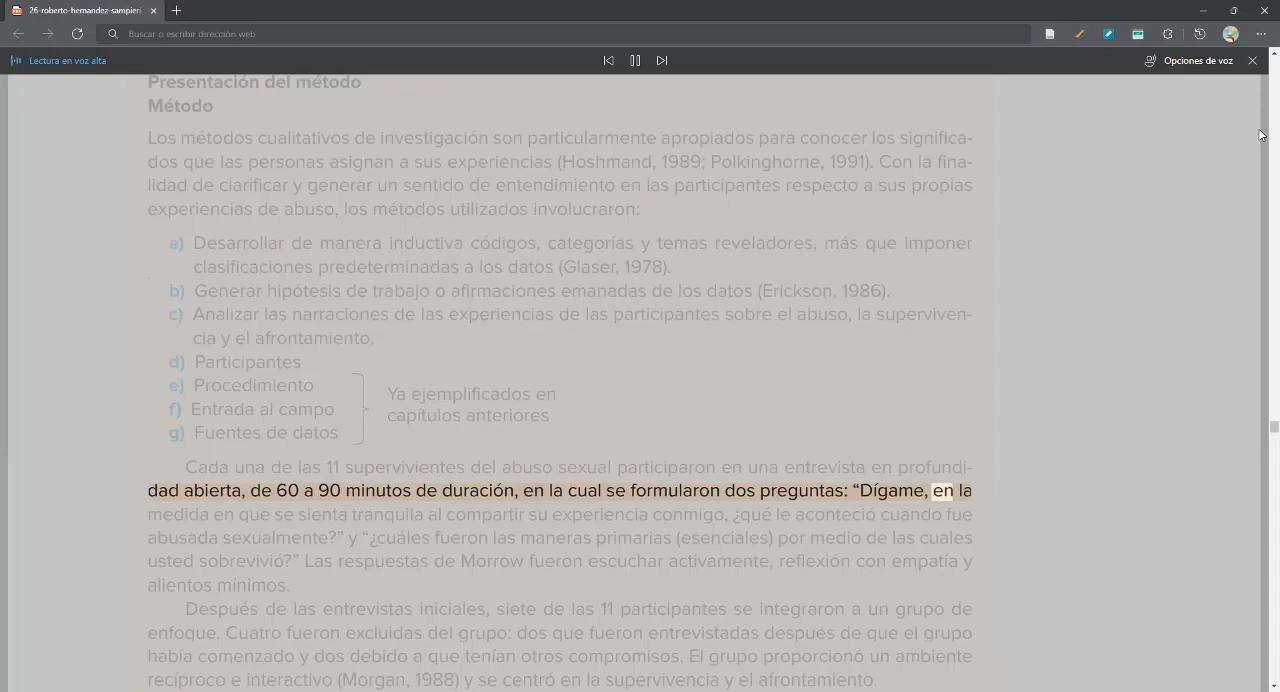 26-roberto-hernandez-sampieri
Buscar o escribir dirección web
Lectura en voz alta
Opciones de voz
Presentación del método
Método
Los métodos cualitativos de investigación son particularmente apropiados para conocer los significa-
dos que las personas asignan a sus experiencias (Hoshmand, 1989; Polkinghorne, 1991). Con la fina-
lidad de clarificar y generar un sentido de entendimiento en las participantes respecto a sus propias
experiencias de abuso, los métodos utilizados involucraron:
a) Desarrollar de manera inductiva códigos, categorías y temas reveladores, más que imponer
clasificaciones predeterminadas a los datos (Glaser, 1978).
b) Generar hipótesis de trabajo o afirmaciones emanadas de los datos (Erickson, 1986).
c) Analizar las narraciones de las experiencias de las participantes sobre el abuso, la superviven-
cia y el afrontamiento.
d) Participantes
e) Procedimiento
f) Entrada al campo
g) Fuentes de datos
Ya ejemplificados en
capítulos anteriores
Cada una de las 11 supervivientes del abuso sexual participaron en una entrevista en profundi-
dad abierta, de 60 a 90 minutos de duración, en la cual se formularon dos preguntas: “Dígame, en la
medida en que se sienta tranquila al compartir su experiencia conmigo, ¿qué le aconteció cuando fue
abusada sexualmente?” y “¿cuáles fueron las maneras primarias (esenciales) por medio de las cuales
usted sobrevivió?” Las respuestas de Morrow fueron escuchar activamente, reflexión con empatía y
alientos mínimos.
Después de las entrevistas iniciales, siete de las 11 participantes se integraron a un grupo de
enfoque. Cuatro fueron excluidas del grupo: dos que fueron entrevistadas después de que el grupo
había comenzado y dos debido a que tenían otros compromisos. El grupo proporcionó un ambiente
recíproco e interactivo (Morgan, 1988) y se centró en la supervivencia y el afrontamiento.